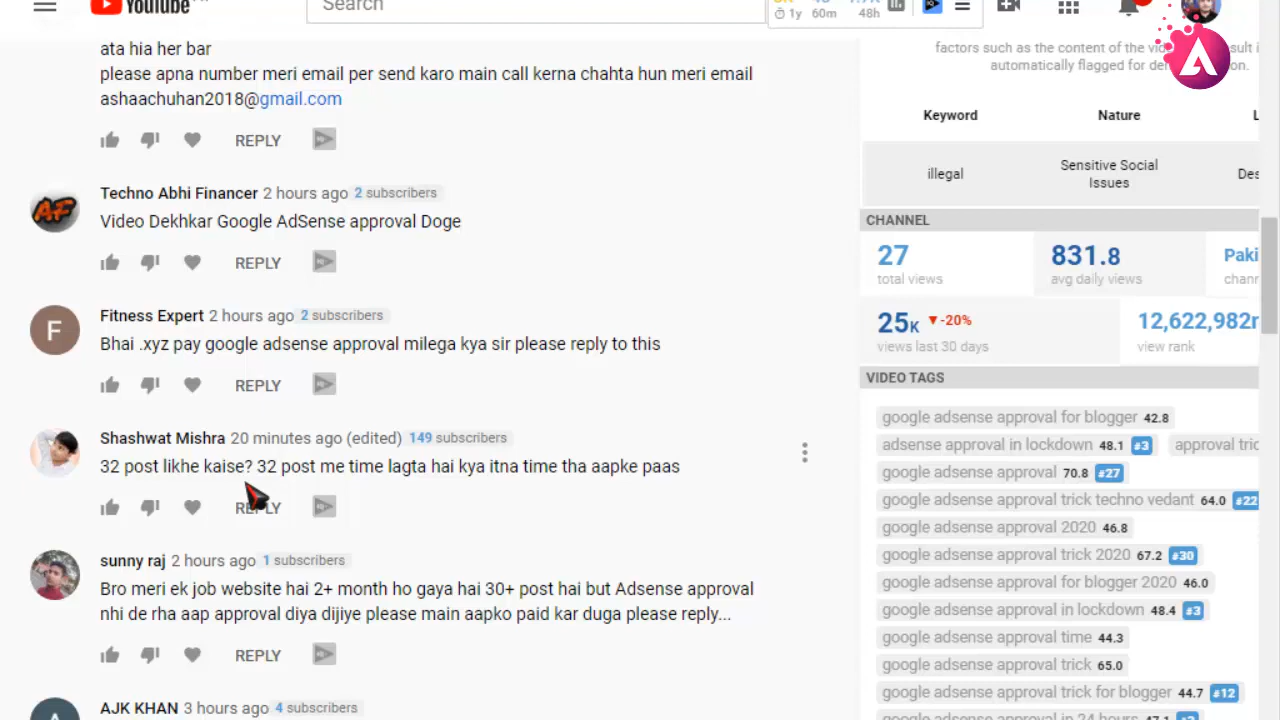 YouTube
Search
1y 60m 48h
ata hia her bar
please apna number meri email per send karo main call kerna chahta hun meri email
ashaachuhan2018@gmail.com
REPLY
Techno Abhi Financer 2 hours ago 2 subscribers
Video Dekhkar Google AdSense approval Doge
REPLY
Fitness Expert 2 hours ago 2 subscribers
F
Bhai .xyz pay google adsense approval milega kya sir please reply to this
REPLY
Shashwat Mishra 20 minutes ago (edited) 149 subscribers
32 post likhe kaise? 32 post me time lagta hai kya itna time tha aapke paas
REPLY
sunny raj 2 hours ago 1 subscribers
Bro meri ek job website hai 2+ month ho gaya hai 30+ post hai but Adsense approval
nhi de rha aap approval diya dijiye please main aapko paid kar duga please reply...
REPLY
AJK KHAN 3 hours ago 4 subscribers
factors such as the content of the
automatically flagged for
Keyword Nature
illegal Sensitive Social
Issues
CHANNEL
27 831.8
total views avg daily views
25K -20% 12,622,982
views last 30 days view rank
VIDEO TAGS
google adsense approval for blogger 42.8
adsense approval in lockdown 48.1 #3 approval
google adsense approval 70.8 #27
google adsense approval trick techno vedant 64.0 #22
google adsense approval 2020 46.8
google adsense approval trick 2020 67.2 #30
google adsense approval for blogger 2020 46.0
google adsense approval in lockdown 48.4 #3
google adsense approval time 44.3
google adsense approval trick 65.0
google adsense approval trick for blogger 44.7 #12
google adsense approval in 24 hours 47.1